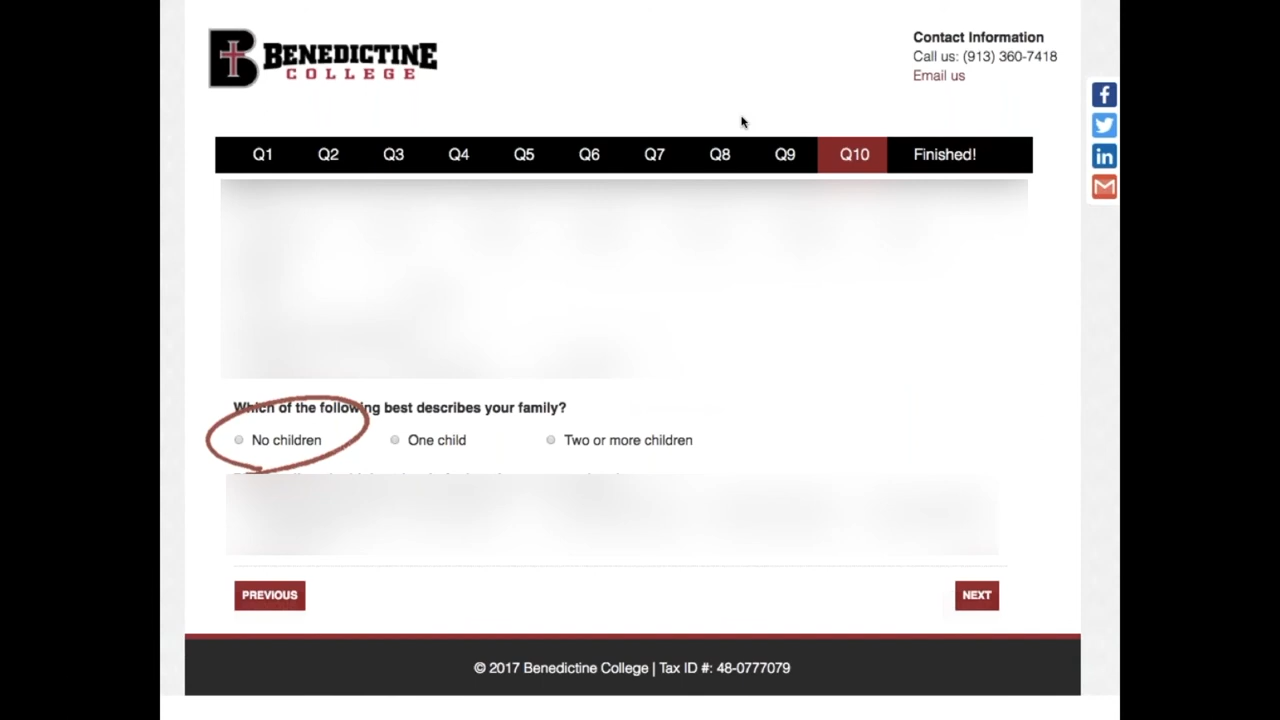 BENEDICTINE
COLLEGE
Contact Information
Call us: (913) 360-7418
Email us
Q1 Q2 Q3 Q4 Q5 Q6 Q7 Q8 Q9 Q10 Finished!
Which of the following best describes your family?
No children One child Two or more children
PREVIOUS NEXT
© 2017 Benedictine College | Tax ID #: 48-0777079